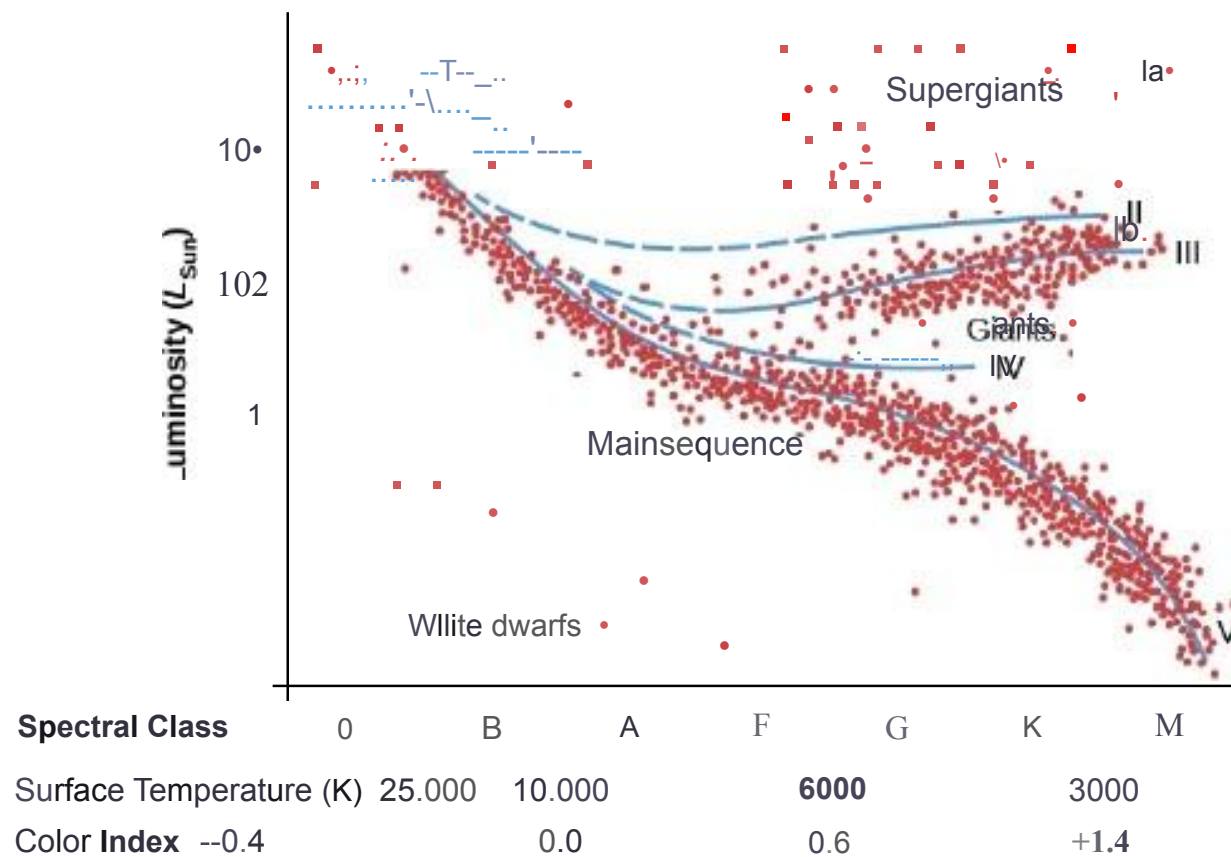 Ia
Supergiants
10•
II
Ib
III
102
Giants
IV
1
Mainsequence
Wllite dwarfs
V
_uminosity (LSun)
Spectral Class 0 B A F G K M
Surface Temperature (K) 25.000 10.000 6000 3000
Color Index --0.4 0.0 0.6 +1.4